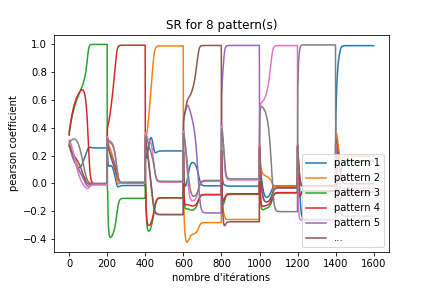 SR for 8 pattern(s)
pearson coefficient
1.0
0.8
0.6
0.4
0.2
0.0
−0.2
−0.4
pattern 1
pattern 2
pattern 3
pattern 4
pattern 5
...
0 200 400 600 800 1000 1200 1400 1600
nombre d'itérations